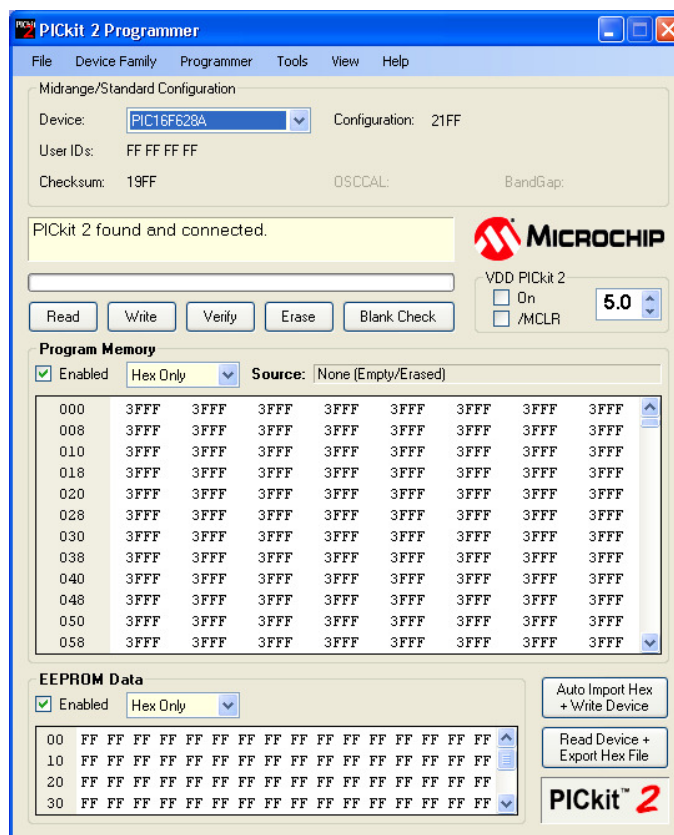 PICkit 2 Programmer
File Device Family Programmer Tools View Help
Midrange/Standard Configuration
Device: PIC16F628A Configuration: 21FF
User IDs: FF FF FF FF
Checksum: 19FF OSCCAL: BandGap:
PICkit 2 found and connected.
MICROCHIP
VDD PICkit 2
On
/MCLR
5.0
Read Write Verify Erase Blank Check
Program Memory
Enabled Hex Only Source: None (Empty/Erased)
000 3FFF 3FFF 3FFF 3FFF 3FFF 3FFF 3FFF 3FFF
008 3FFF 3FFF 3FFF 3FFF 3FFF 3FFF 3FFF 3FFF
010 3FFF 3FFF 3FFF 3FFF 3FFF 3FFF 3FFF 3FFF
018 3FFF 3FFF 3FFF 3FFF 3FFF 3FFF 3FFF 3FFF
020 3FFF 3FFF 3FFF 3FFF 3FFF 3FFF 3FFF 3FFF
028 3FFF 3FFF 3FFF 3FFF 3FFF 3FFF 3FFF 3FFF
030 3FFF 3FFF 3FFF 3FFF 3FFF 3FFF 3FFF 3FFF
038 3FFF 3FFF 3FFF 3FFF 3FFF 3FFF 3FFF 3FFF
040 3FFF 3FFF 3FFF 3FFF 3FFF 3FFF 3FFF 3FFF
048 3FFF 3FFF 3FFF 3FFF 3FFF 3FFF 3FFF 3FFF
050 3FFF 3FFF 3FFF 3FFF 3FFF 3FFF 3FFF 3FFF
058 3FFF 3FFF 3FFF 3FFF 3FFF 3FFF 3FFF 3FFF
EEPROM Data
Enabled Hex Only
00 FF FF FF FF FF FF FF FF FF FF FF FF FF FF FF FF
10 FF FF FF FF FF FF FF FF FF FF FF FF FF FF FF FF
20 FF FF FF FF FF FF FF FF FF FF FF FF FF FF FF FF
30 FF FF FF FF FF FF FF FF FF FF FF FF FF FF FF FF
Auto Import Hex
+ Write Device
Read Device +
Export Hex File
PICkit™ 2